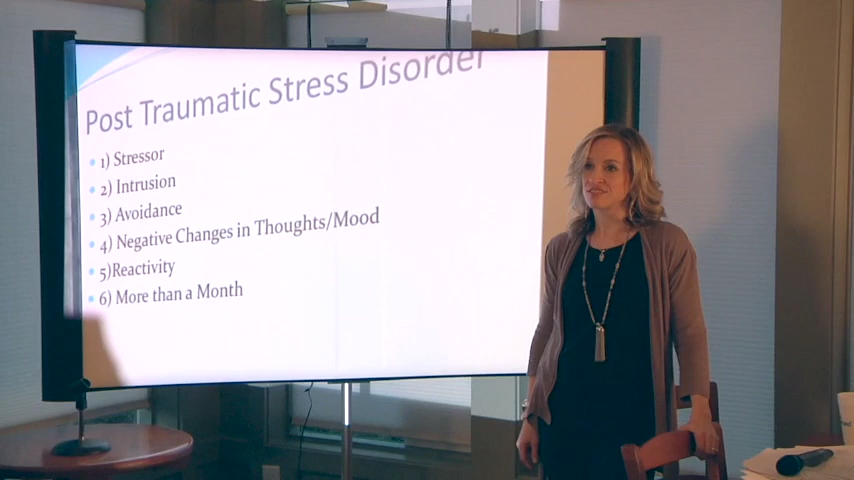 Post Traumatic Stress Disorder
1) Stressor
2) Intrusion
3) Avoidance
4) Negative Changes in Thoughts/Mood
5)Reactivity
6) More than a Month